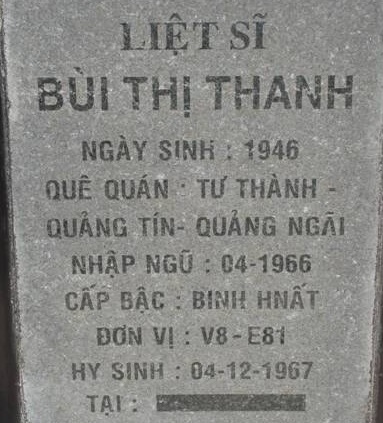 LIỆT SĨ
BÙI THỊ THANH
NGÀY SINH : 1946
QUÊ QUÁN : TƯ THÀNH -
QUẢNG TÍN- QUẢNG NGÃI
NHẬP NGŨ : 04-1966
CẤP BẬC : BINH HNẤT
ĐƠN VỊ : V8 - E81
HY SINH : 04-12-1967
TẠI :